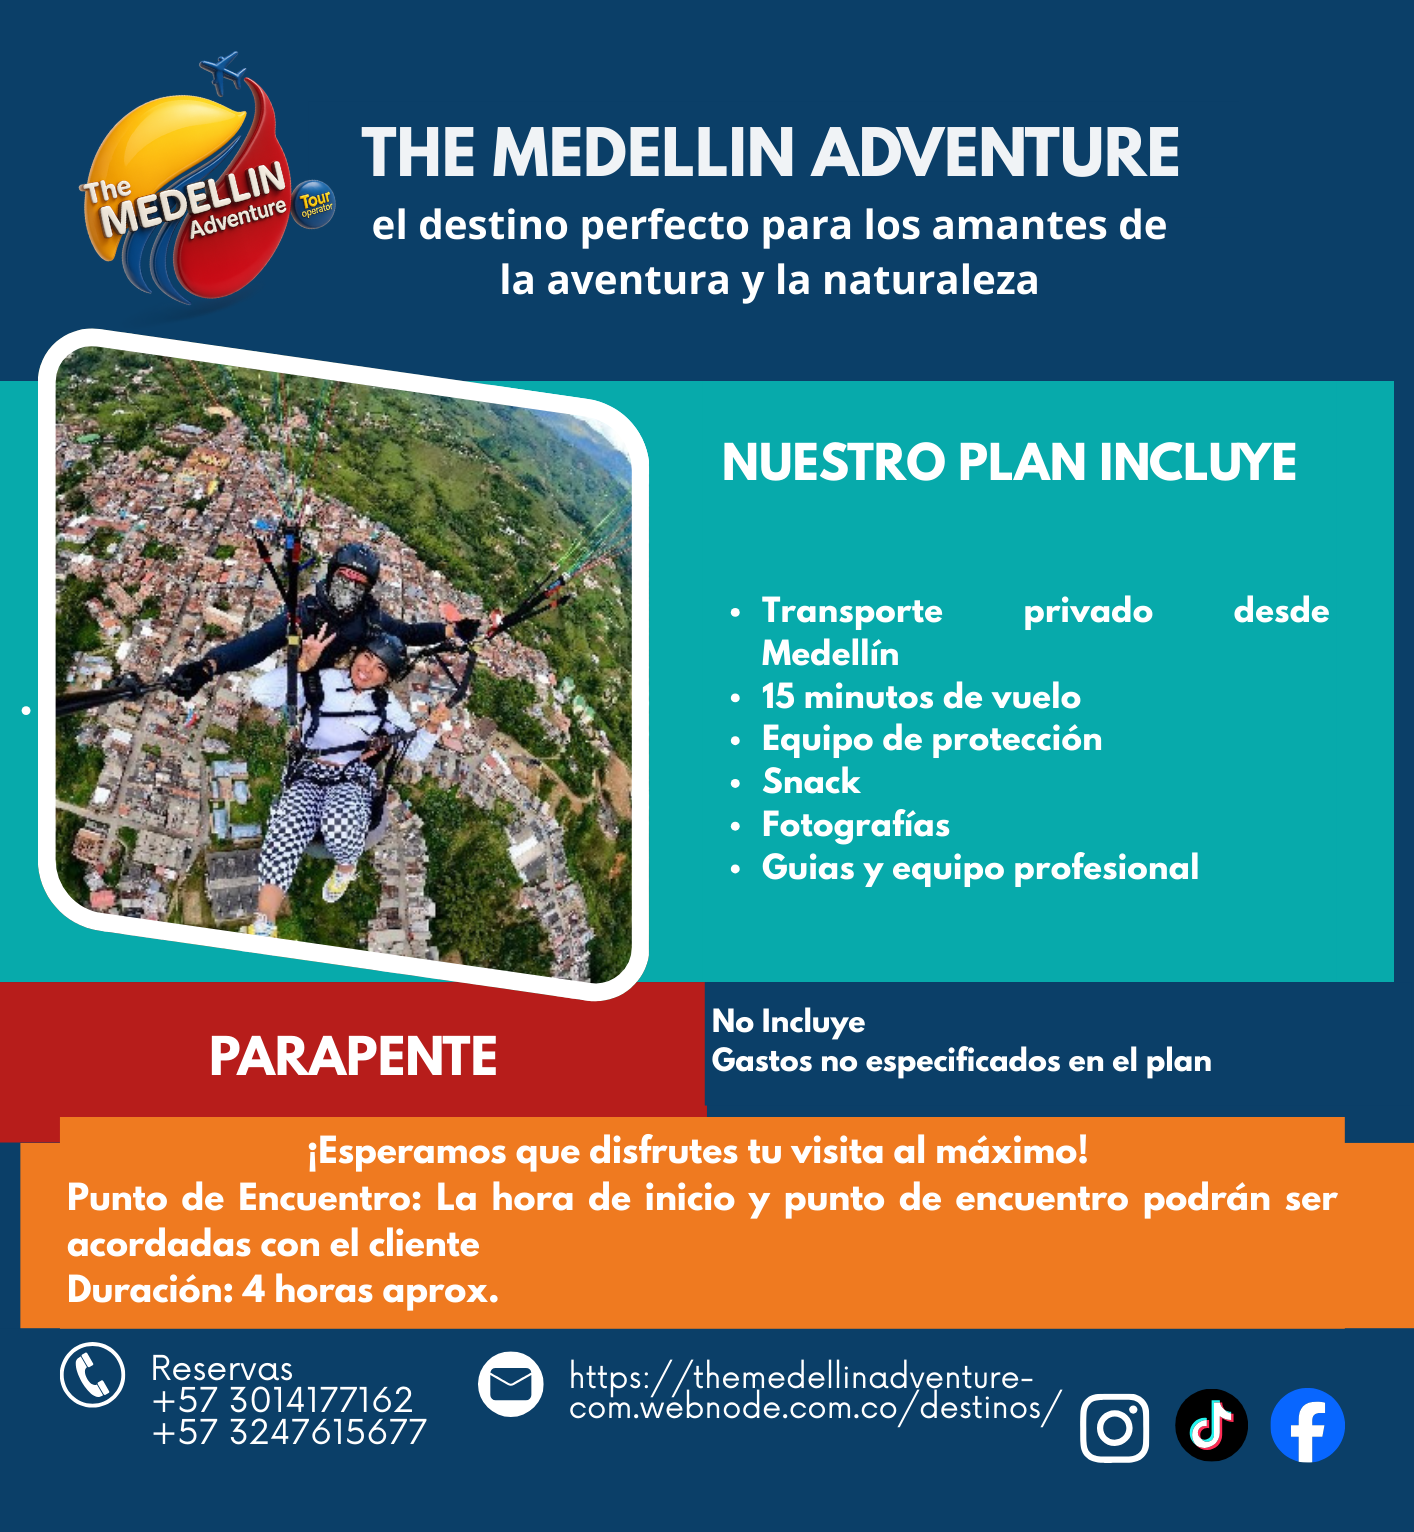 The
MEDELLIN
Adventure
Tour
operator
THE MEDELLIN ADVENTURE
el destino perfecto para los amantes de
la aventura y la naturaleza
NUESTRO PLAN INCLUYE
• Transporte privado desde
Medellín
• 15 minutos de vuelo
• Equipo de protección
• Snack
• Fotografías
• Guias y equipo profesional
PARAPENTE
No Incluye
Gastos no especificados en el plan
¡Esperamos que disfrutes tu visita al máximo!
Punto de Encuentro: La hora de inicio y punto de encuentro podrán ser
acordadas con el cliente
Duración: 4 horas aprox.
Reservas
+57 3014177162
+57 3247615677
https://themedellinadventure-
com.webnode.com.co/destinos/